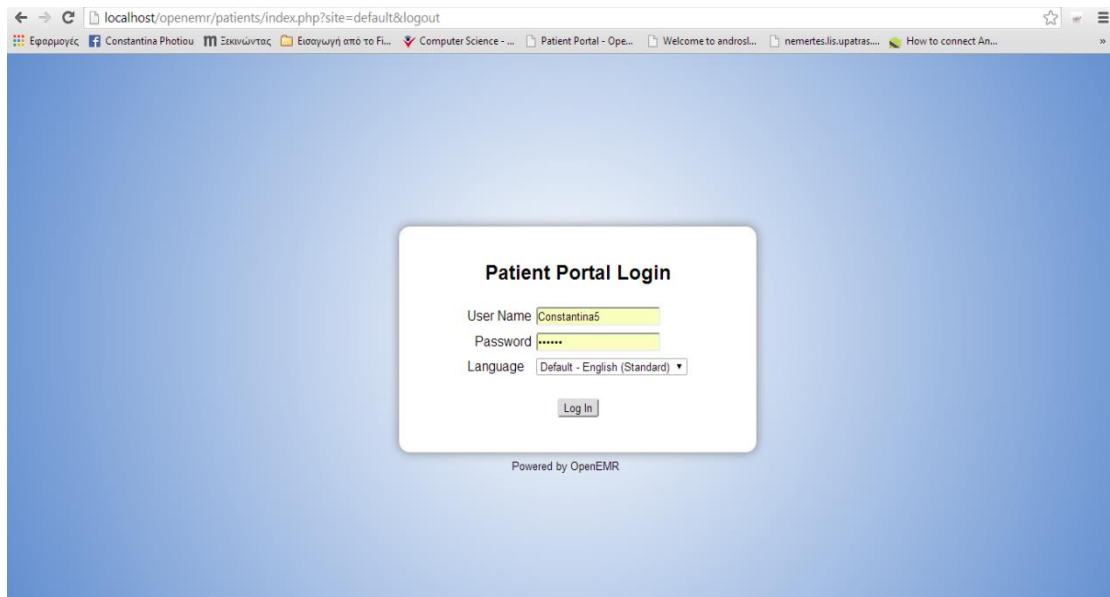 localhost/openemr/patients/index.php?site=default&logout
Εφαρμογές Constantina Photiou Ξεκινώντας Εισαγωγή από το Fi... Computer Science - ... Patient Portal - Ope... Welcome to androsl... nemertes.lis.upatras.... How to connect An... »
Patient Portal Login
User Name Constantina5
Password ••••••
Language Default - English (Standard)
Log In
Powered by OpenEMR